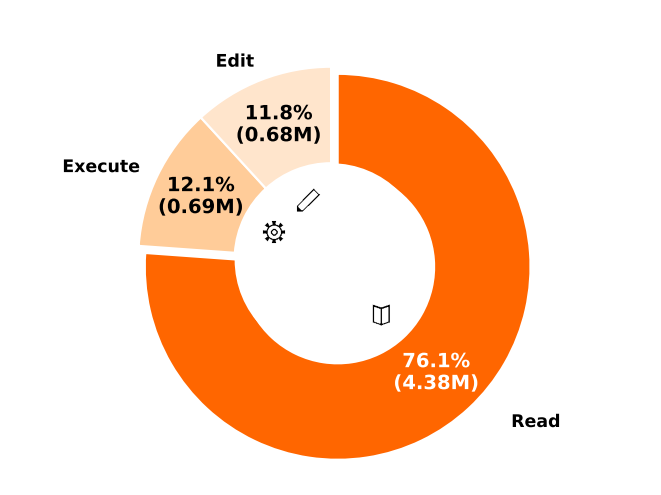 Edit
11.8%
(0.68M)
Execute
12.1%
(0.69M)
76.1%
(4.38M)
Read